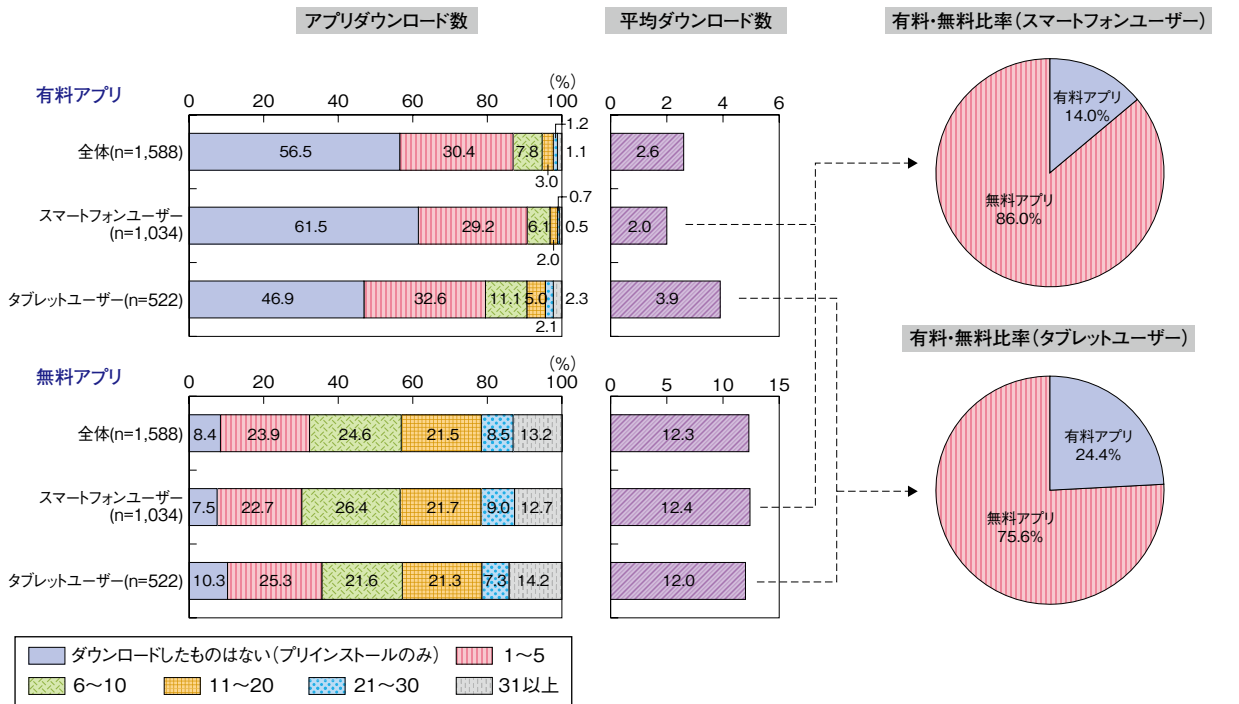 アプリダウンロード数
平均ダウンロード数
有料・無料比率(スマートフォンユーザー)
有料アプリ
(%)
0 20 40 60 80 100
0 2 4 6
全体(n=1,588)
56.5 30.4 7.8 3.0 1.2 1.1
2.6
スマートフォンユーザー
(n=1,034)
61.5 29.2 6.1 2.0 0.7 0.5
2.0
タブレットユーザー(n=522)
46.9 32.6 11.1 5.0 2.1 2.3
3.9
有料アプリ
14.0%
無料アプリ
86.0%
無料アプリ
(%)
0 20 40 60 80 100
0 5 10 15
全体(n=1,588)
8.4 23.9 24.6 21.5 8.5 13.2
12.3
スマートフォンユーザー
(n=1,034)
7.5 22.7 26.4 21.7 9.0 12.7
12.4
タブレットユーザー(n=522)
10.3 25.3 21.6 21.3 7.3 14.2
12.0
有料・無料比率(タブレットユーザー)
有料アプリ
24.4%
無料アプリ
75.6%
ダウンロードしたものはない(プリインストールのみ) 1〜5
6〜10 11〜20 21〜30 31以上